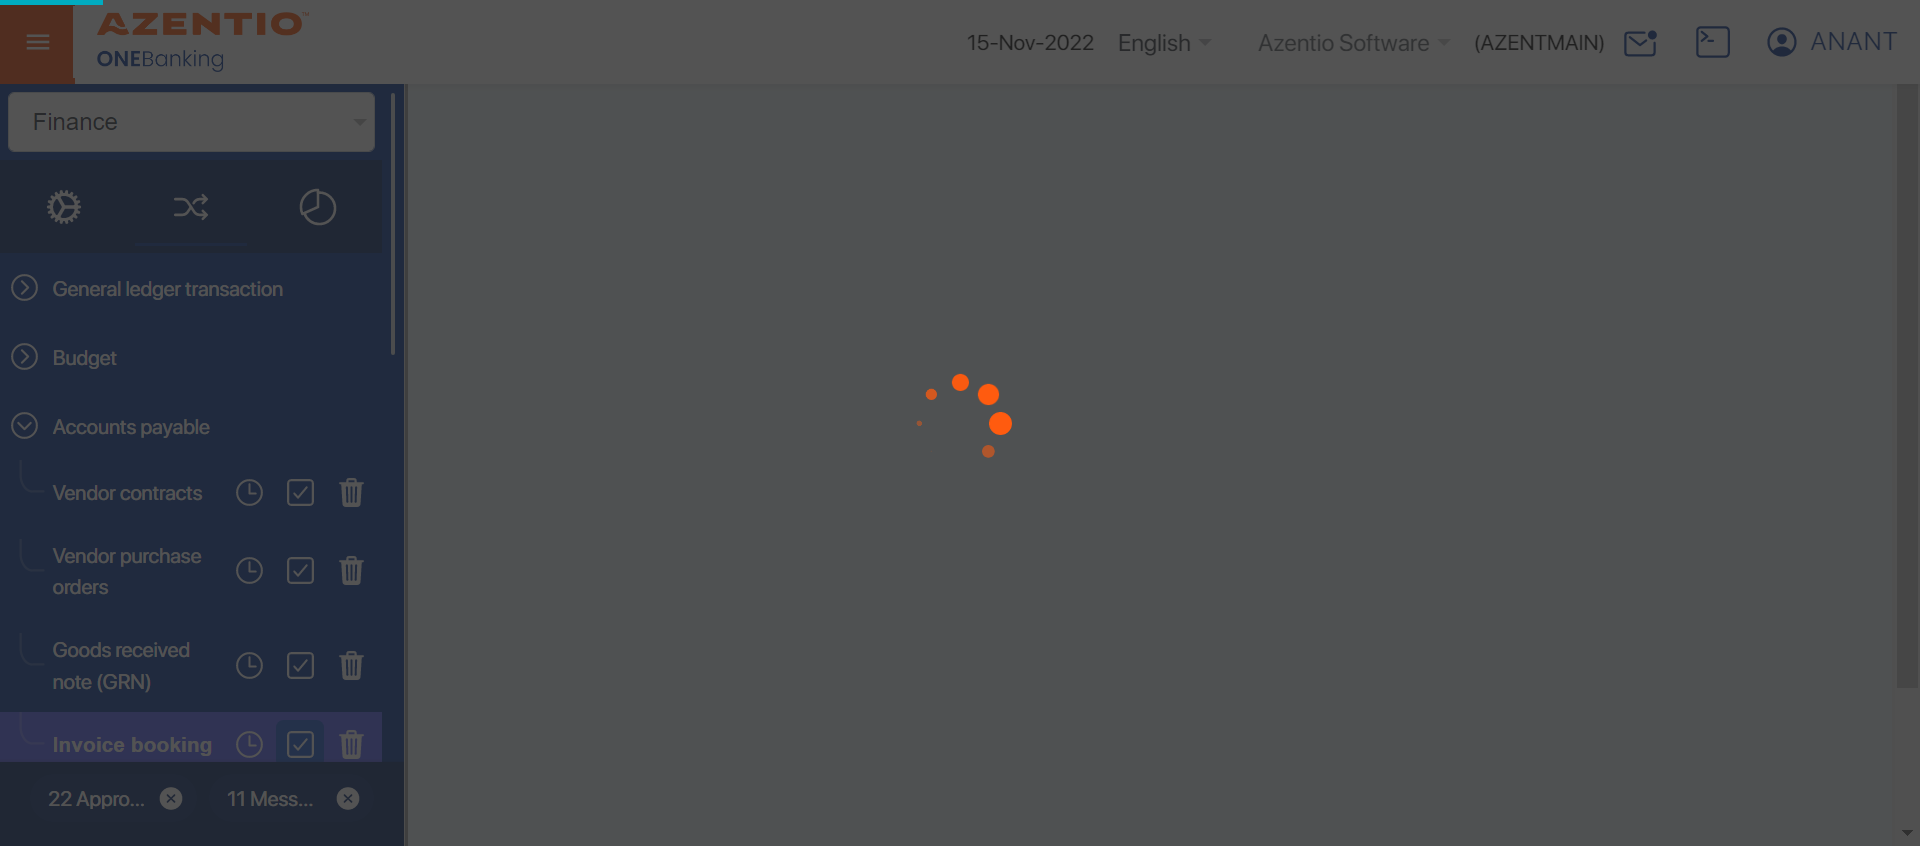 AZENTIO™
ONEBanking
15-Nov-2022 English Azentio Software (AZENTMAIN) ANANT
Finance
General ledger transaction
Budget
Accounts payable
Vendor contracts
Vendor purchase
orders
Goods received
note (GRN)
Invoice booking
22 Appro... 11 Mess...